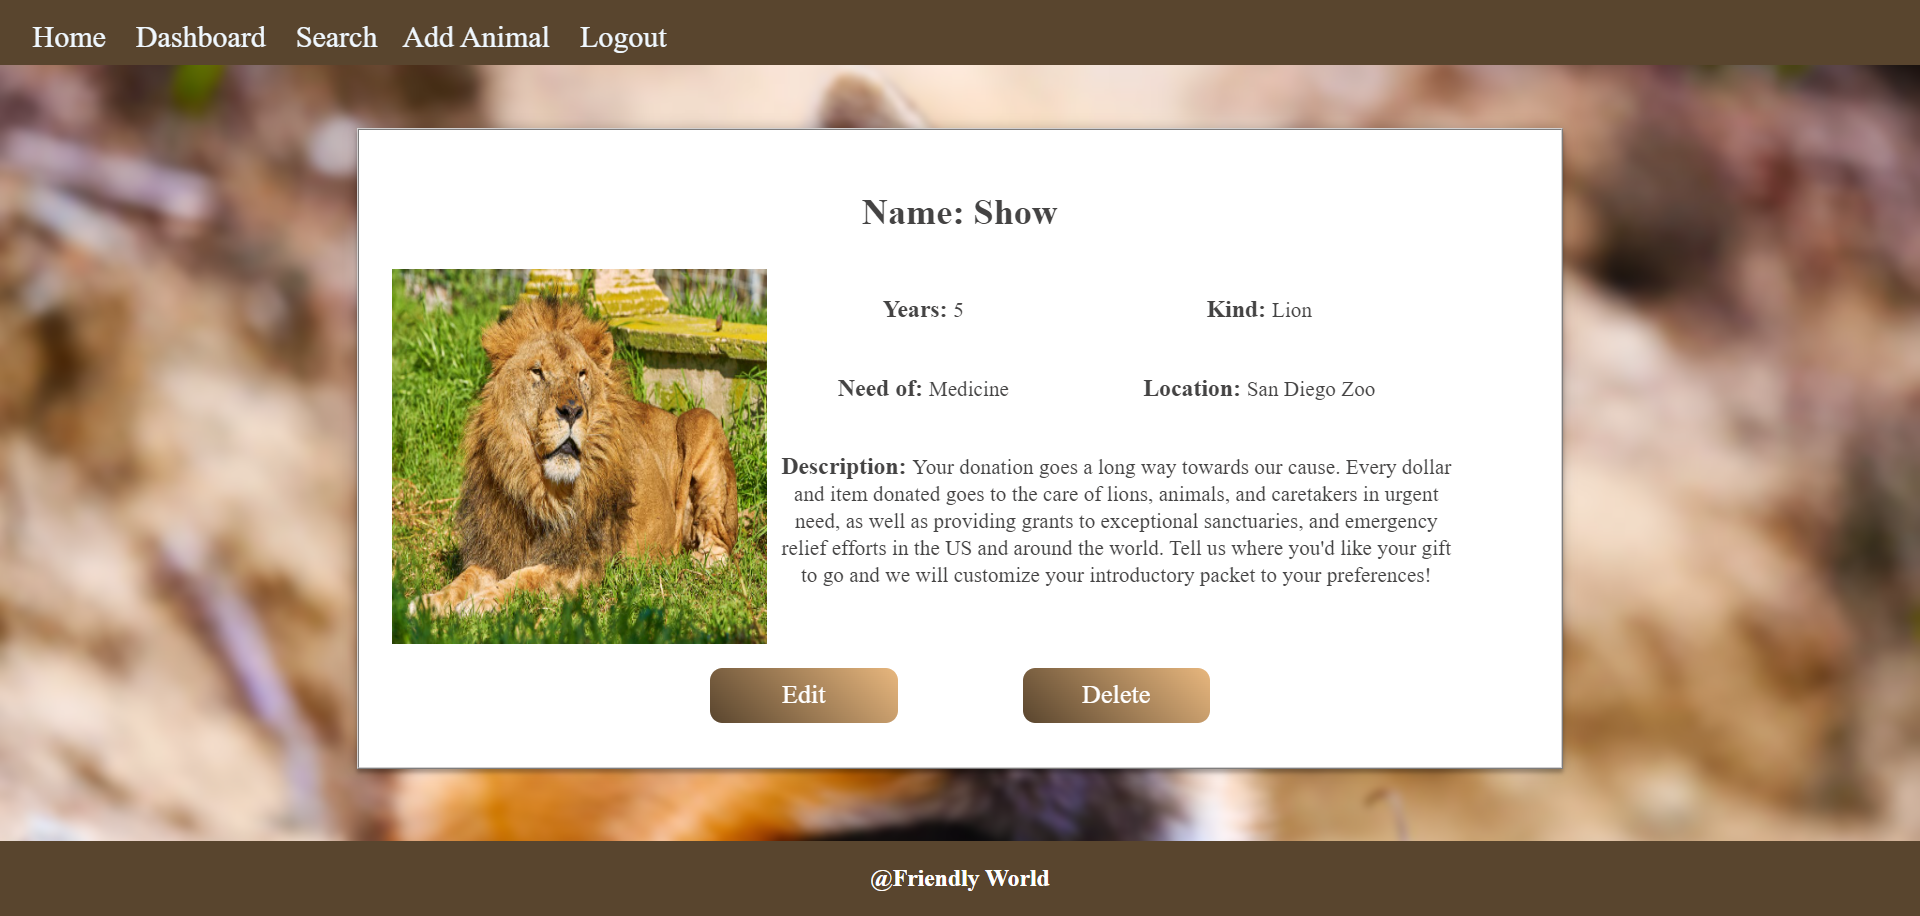 Home Dashboard Search Add Animal Logout
Name: Show
Years: 5 Kind: Lion
Need of: Medicine Location: San Diego Zoo
Description: Your donation goes a long way towards our cause. Every dollar
and item donated goes to the care of lions, animals, and caretakers in urgent
need, as well as providing grants to exceptional sanctuaries, and emergency
relief efforts in the US and around the world. Tell us where you'd like your gift
to go and we will customize your introductory packet to your preferences!
Edit Delete
@Friendly World